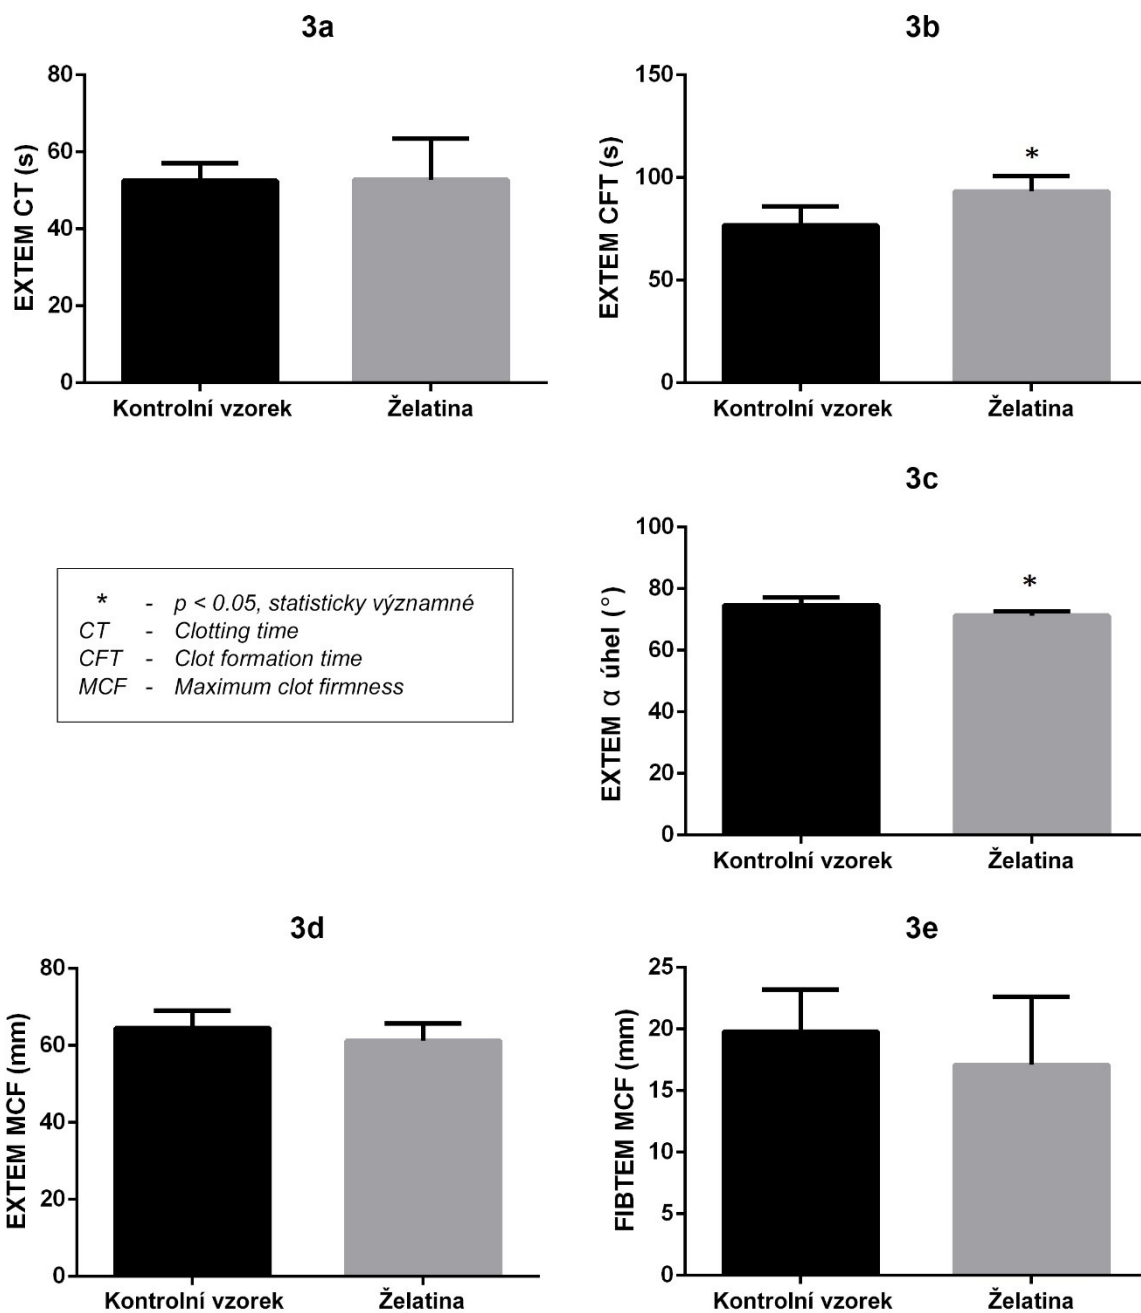 3a
80
60
40
20
0
EXTEM CT (s)
Kontrolní vzorek
Želatina
3b
150
100
50
0
EXTEM CFT (s)
*
Kontrolní vzorek
Želatina
* - p < 0.05, statisticky významné
CT - Clotting time
CFT - Clot formation time
MCF - Maximum clot firmness
3c
100
80
60
40
20
0
EXTEM α úhel (°)
*
Kontrolní vzorek
Želatina
3d
80
60
40
20
0
EXTEM MCF (mm)
Kontrolní vzorek
Želatina
3e
25
20
15
10
5
0
FIBTEM MCF (mm)
Kontrolní vzorek
Želatina